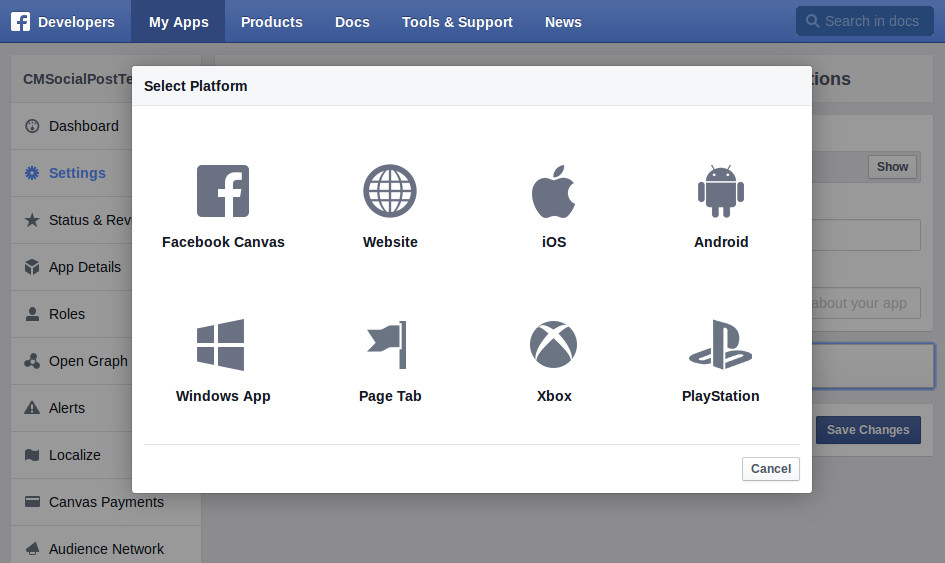 Developers
My Apps
Products
Docs
Tools & Support
News
Search in docs
CMSocialPostTe
tions
Select Platform
Dashboard
Settings
Show
Status & Rev
App Details
Facebook Canvas
Website
iOS
Android
Roles
about your app
Open Graph
Alerts
Windows App
Page Tab
Xbox
PlayStation
Localize
Save Changes
Cancel
Canvas Payments
Audience Network